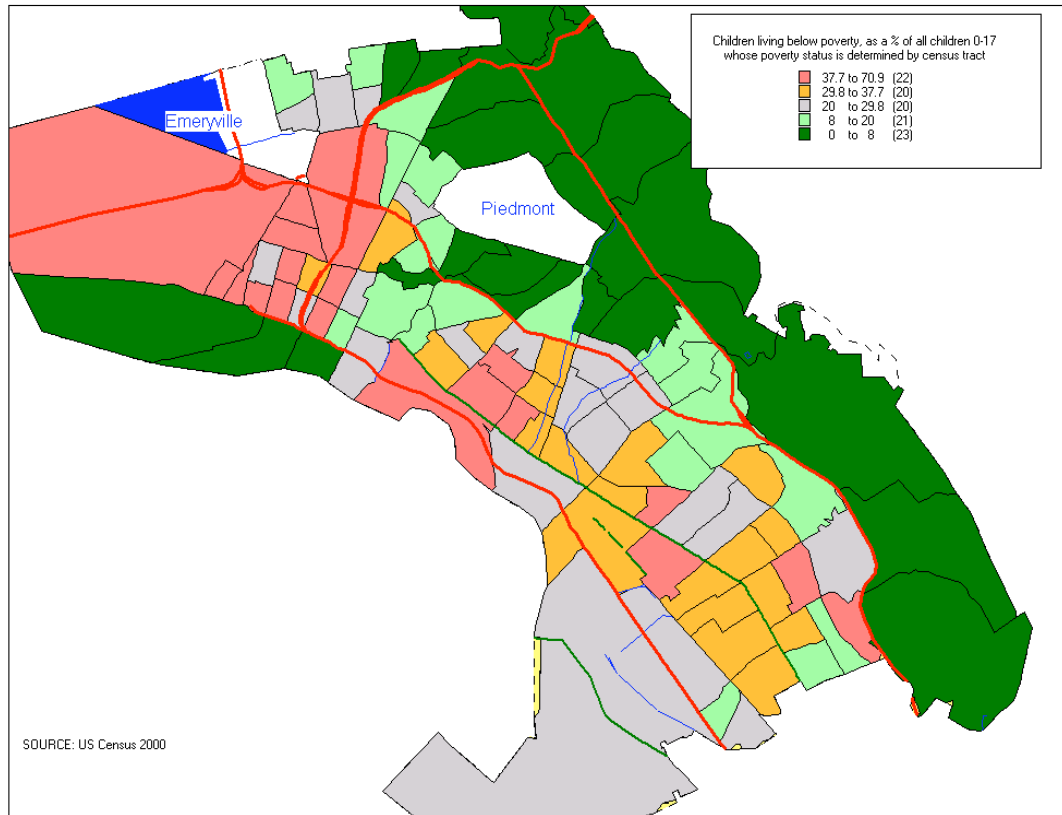 Children living below poverty, as a % of all children 0-17
whose poverty status is determined by census tract
37.7 to 70.9 (22)
29.8 to 37.7 (20)
20 to 29.8 (20)
8 to 20 (21)
0 to 8 (23)
Emeryville
Piedmont
SOURCE: US Census 2000